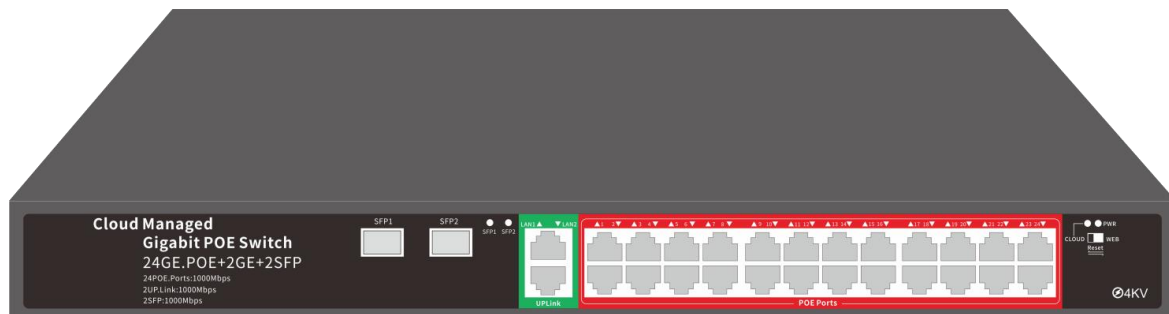 Cloud Managed
Gigabit POE Switch
24GE.POE+2GE+2SFP
24POE.Ports:1000Mbps
2UP.Link:1000Mbps
2SFP:1000Mbps
SFP1
SFP2
SFP1 SFP2
LAN1▲ ▼LAN2
UPLink
▲1 2▼ ▲3 4▼ ▲5 6▼ ▲7 8▼ ▲9 10▼ ▲11 12▼ ▲13 14▼ ▲15 16▼ ▲17 18▼ ▲19 20▼ ▲21 22▼ ▲23 24▼
POE Ports
PWR
CLOUD WEB
Reset
4KV